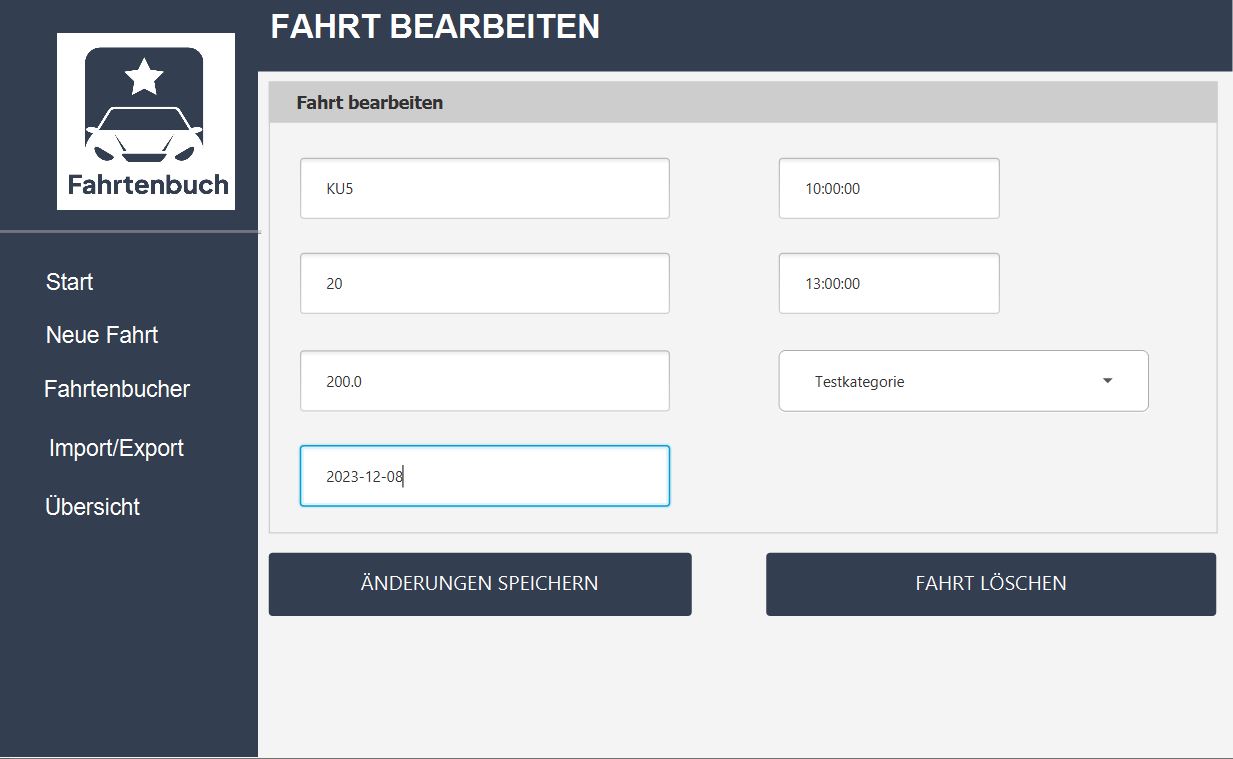 FAHRT BEARBEITEN
Fahrtenbuch
Start
Neue Fahrt
Fahrtenbucher
Import/Export
Übersicht
Fahrt bearbeiten
KU5
10:00:00
20
13:00:00
200.0
Testkategorie
2023-12-08
ÄNDERUNGEN SPEICHERN
FAHRT LÖSCHEN